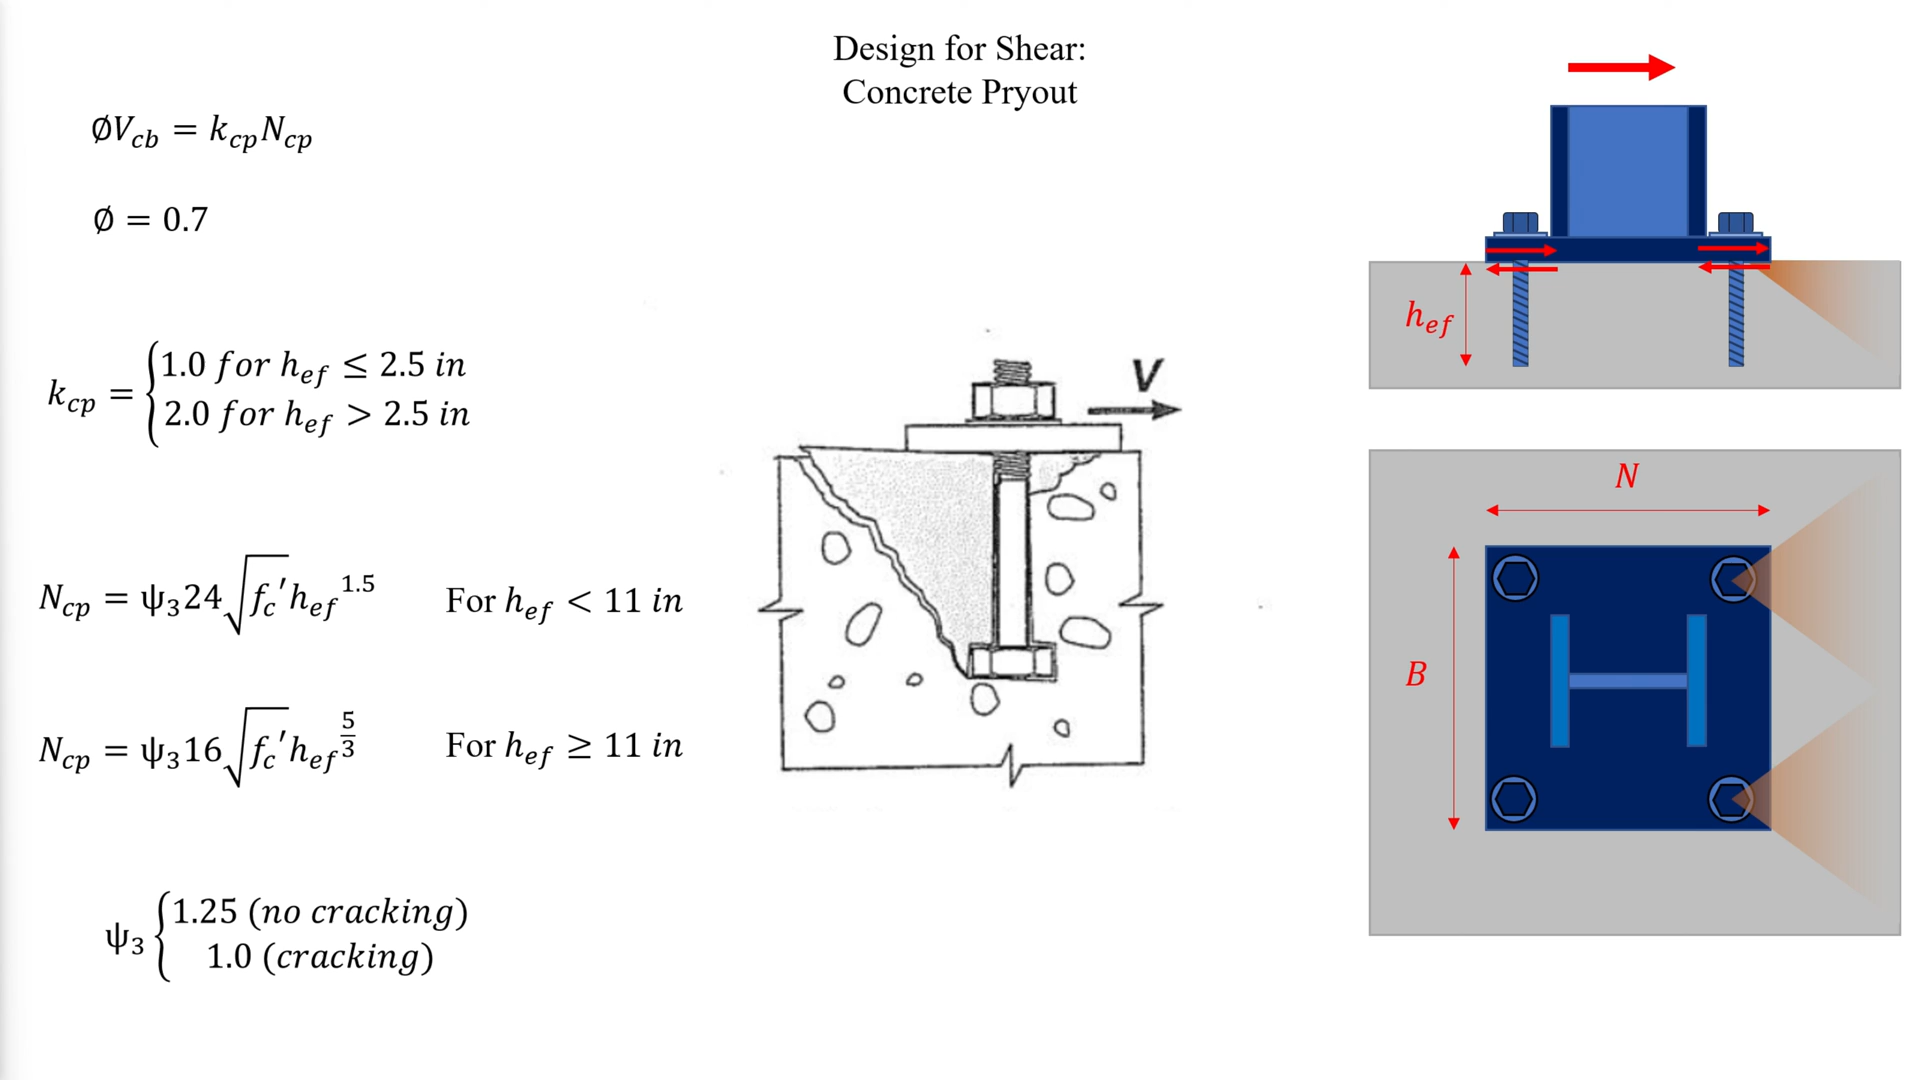 Design for Shear:
Concrete Pryout
∅V_cb = k_cp N_cp
∅ = 0.7
k_cp = { 1.0 for h_ef ≤ 2.5 in
2.0 for h_ef > 2.5 in
N_cp = ψ_3 24 √f_c' h_ef^1.5 For h_ef < 11 in
N_cp = ψ_3 16 √f_c' h_ef^(5/3) For h_ef ≥ 11 in
ψ_3 { 1.25 (no cracking)
1.0 (cracking)
V
h_ef
N
B